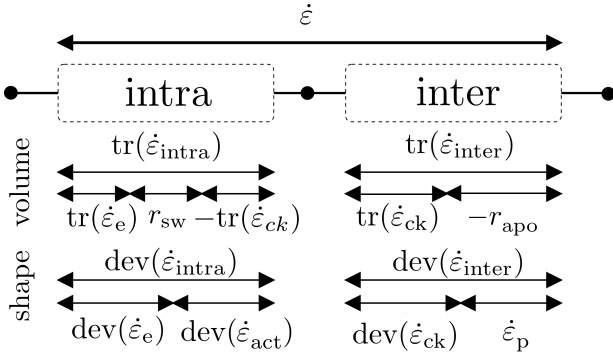 ε̇
intra inter
volume
tr(ε̇_intra) tr(ε̇_inter)
tr(ε̇_e) r_sw −tr(ε̇_ck) tr(ε̇_ck) −r_apo
shape
dev(ε̇_intra) dev(ε̇_inter)
dev(ε̇_e) dev(ε̇_act) dev(ε̇_ck) ε̇_p